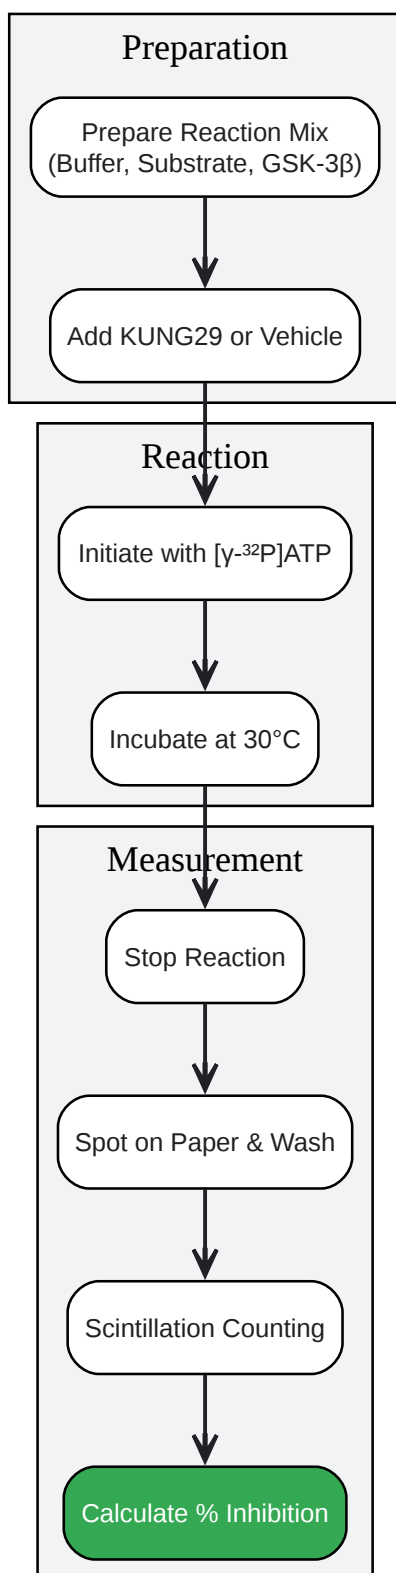 Preparation
Prepare Reaction Mix
(Buffer, Substrate, GSK-3β)
Add KUNG29 or Vehicle
Reaction
Initiate with [γ-³²P]ATP
Incubate at 30°C
Measurement
Stop Reaction
Spot on Paper & Wash
Scintillation Counting
Calculate % Inhibition